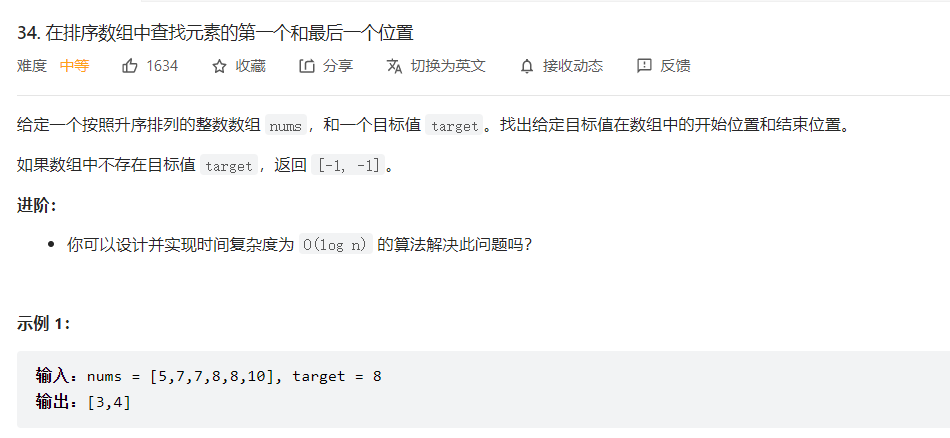 34. 在排序数组中查找元素的第一个和最后一个位置
难度 中等 1634 收藏 分享 切换为英文 接收动态 反馈
给定一个按照升序排列的整数数组 nums，和一个目标值 target。找出给定目标值在数组中的开始位置和结束位置。
如果数组中不存在目标值 target，返回 [-1, -1]。
进阶：
• 你可以设计并实现时间复杂度为 O(log n) 的算法解决此问题吗？
示例 1：
输入：nums = [5,7,7,8,8,10], target = 8
输出：[3,4]